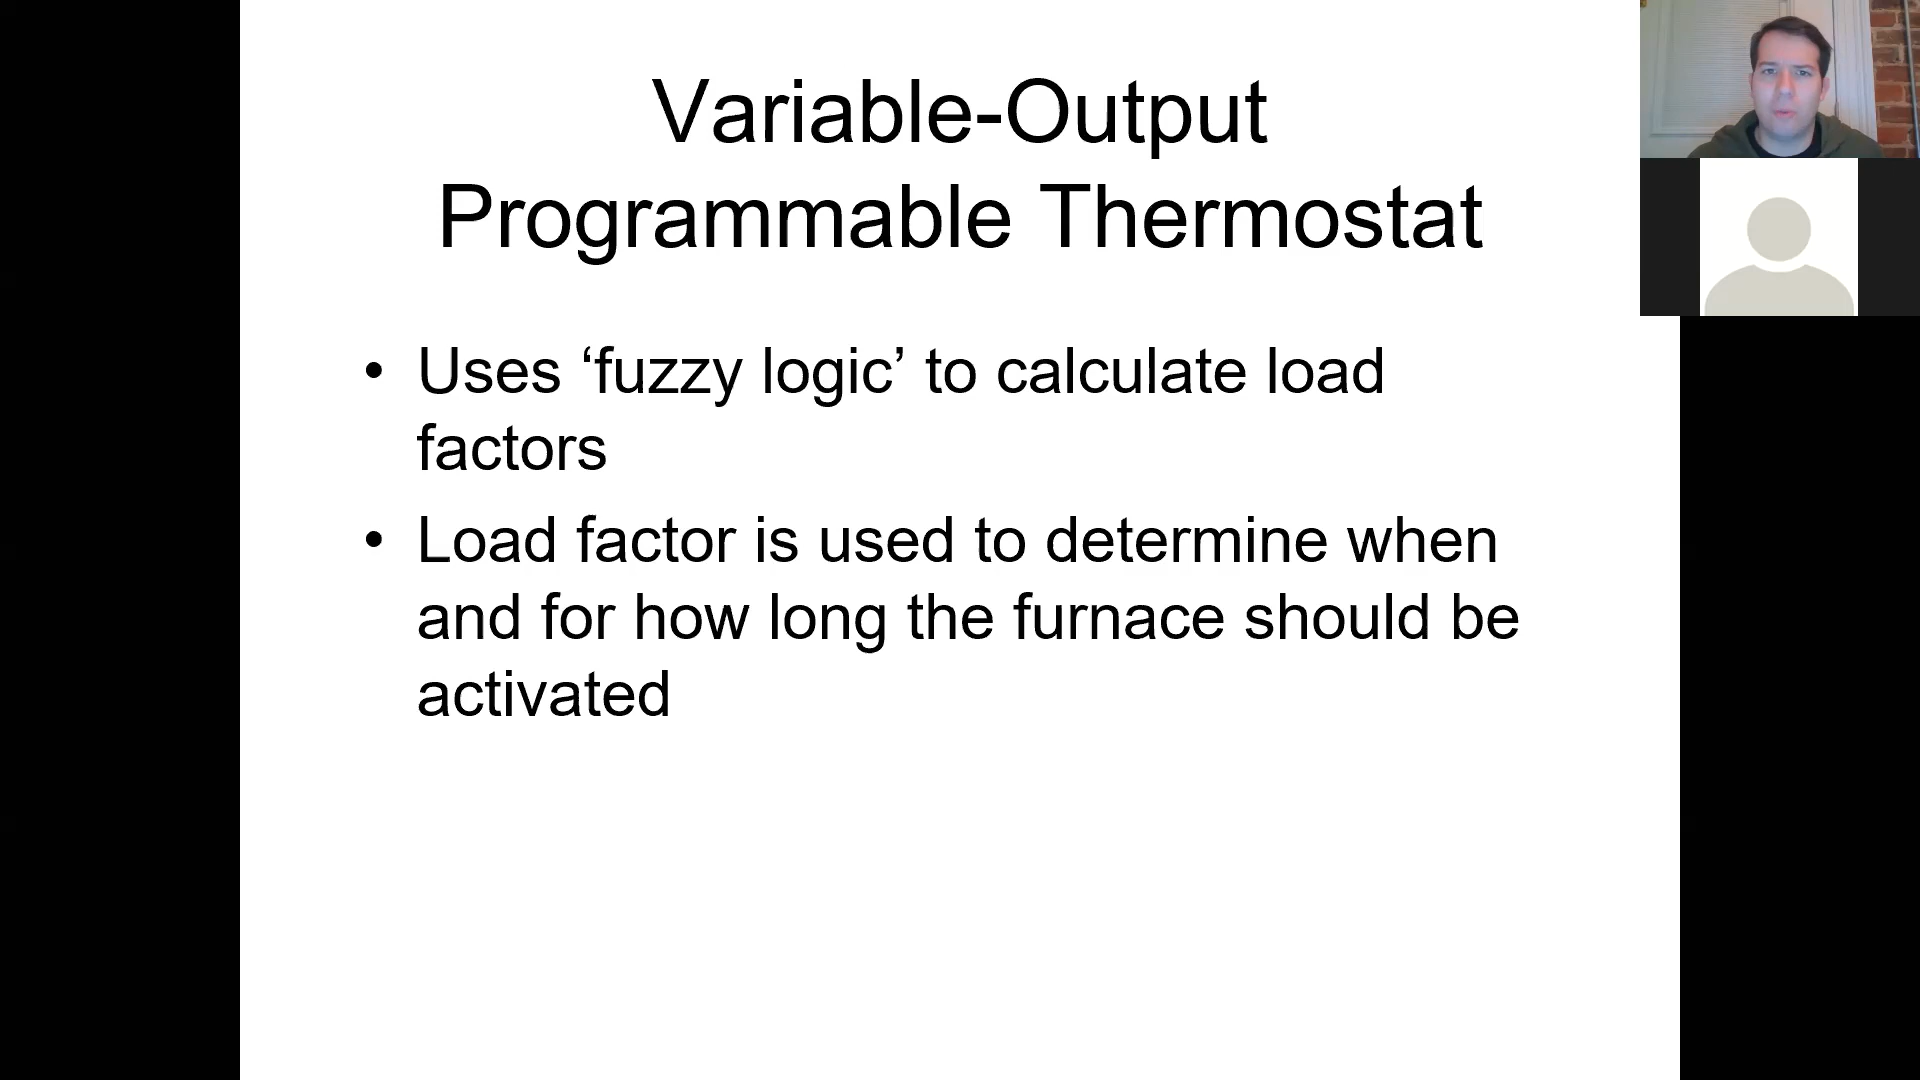 Variable-Output
Programmable Thermostat
• Uses ‘fuzzy logic’ to calculate load
factors
• Load factor is used to determine when
and for how long the furnace should be
activated